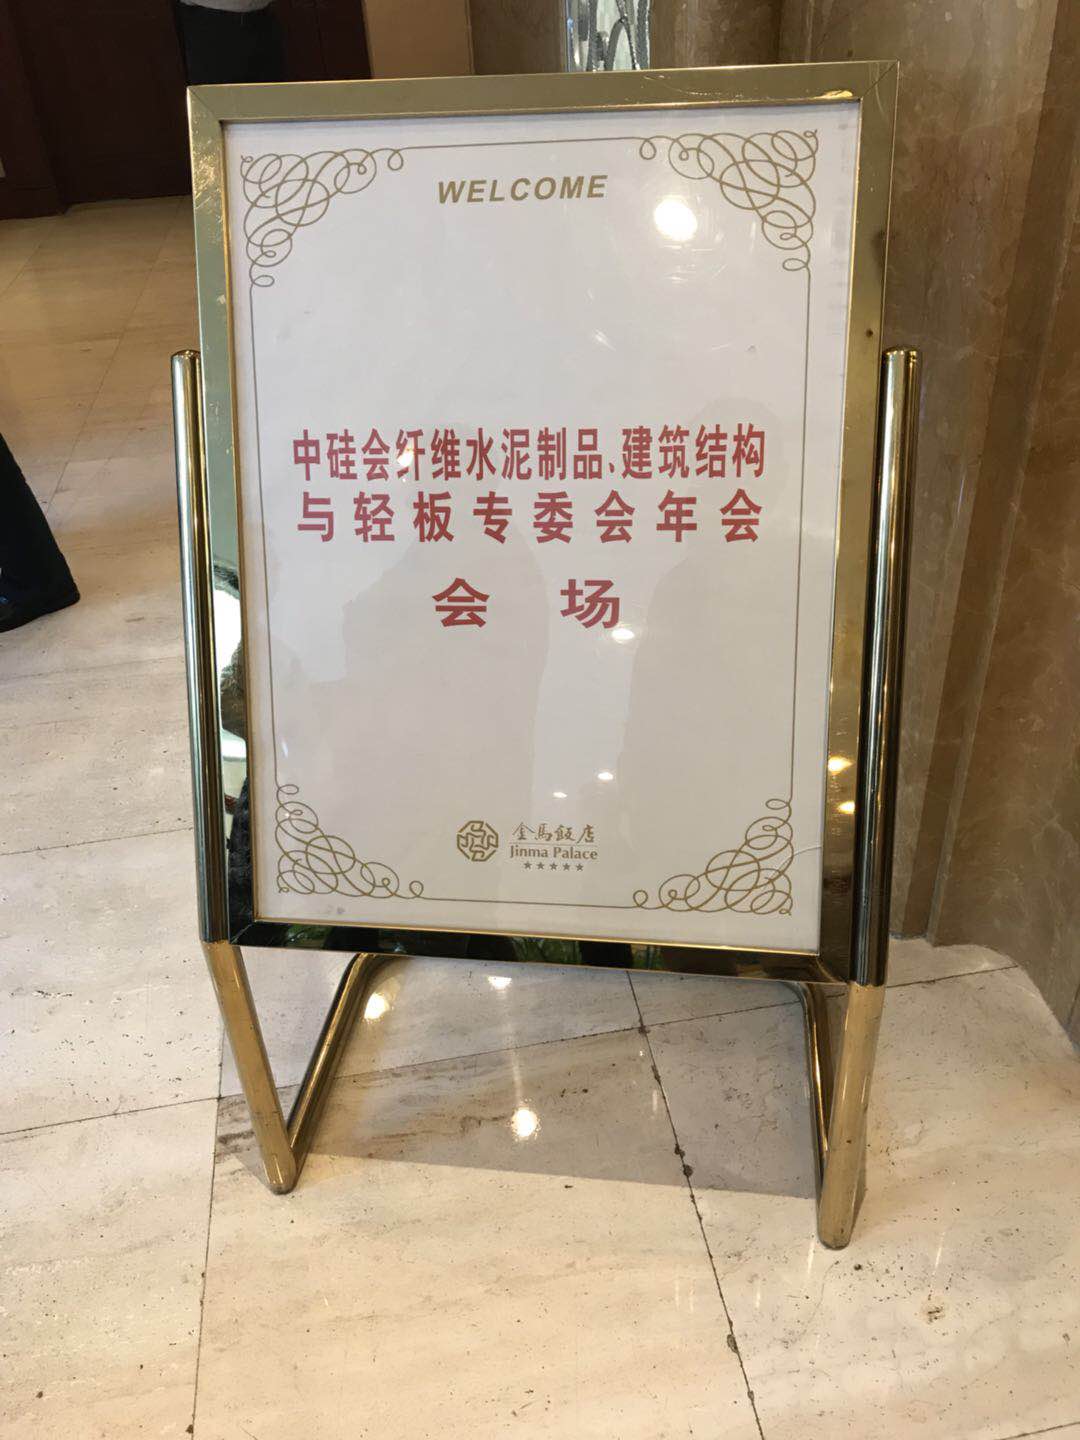 WELCOME
中硅会纤维水泥制品、建筑结构
与轻板专委会年会
会场
金馬飯店
Jinma Palace
★★★★★